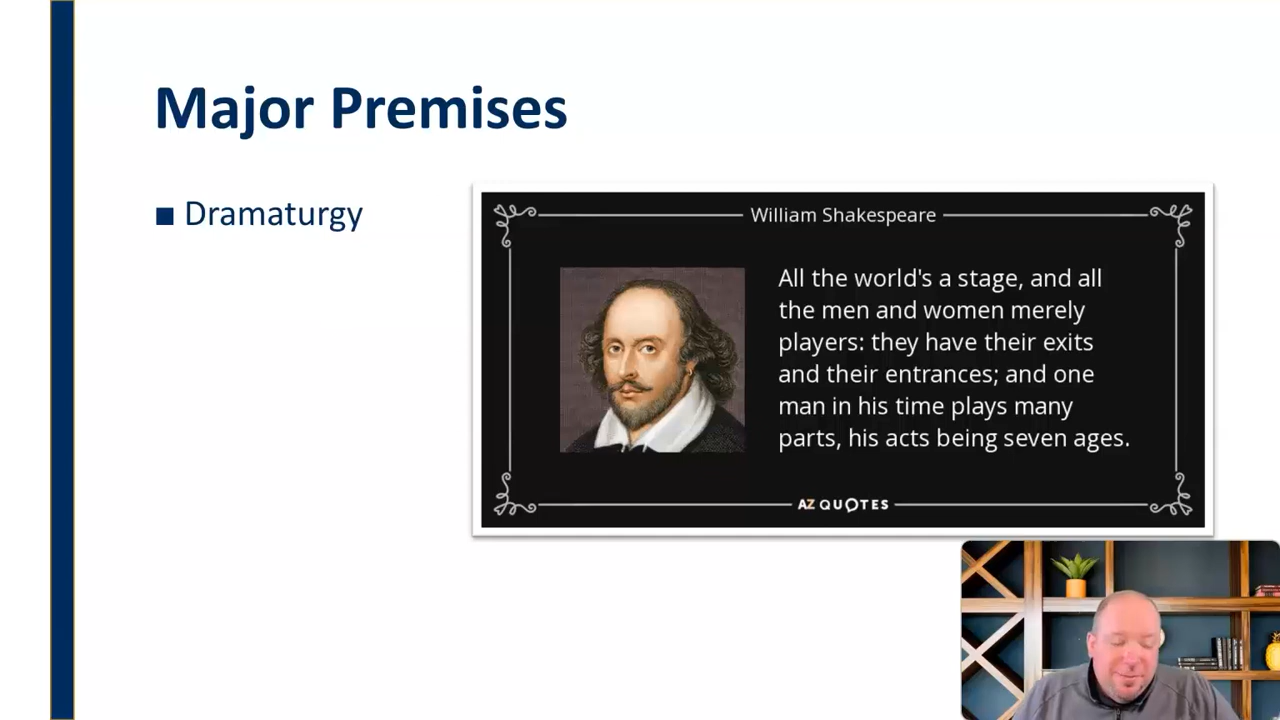 Major Premises
■ Dramaturgy
William Shakespeare
All the world's a stage, and all
the men and women merely
players: they have their exits
and their entrances; and one
man in his time plays many
parts, his acts being seven ages.
AZ QUOTES